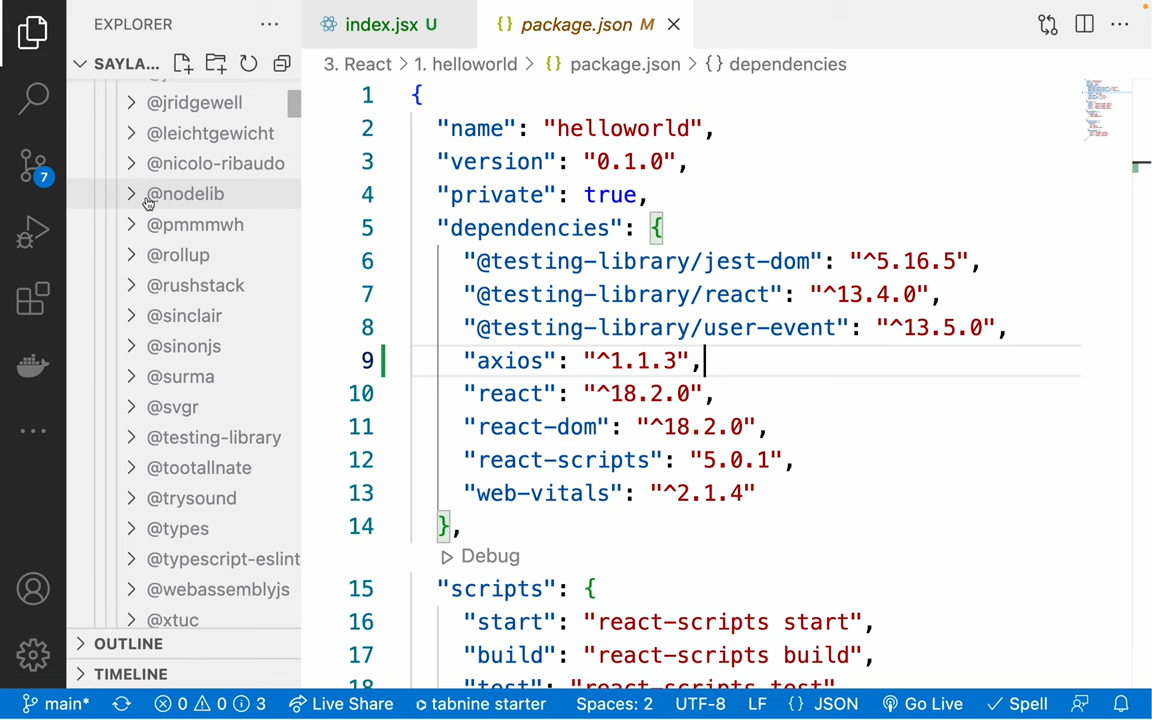 EXPLORER
index.jsx U
package.json M
SAYLA...
3. React > 1. helloworld > {} package.json > {} dependencies
@jridgewell
@leichtgewicht
@nicolo-ribaudo
@nodelib
@pmmmwh
@rollup
@rushstack
@sinclair
@sinonjs
@surma
@svgr
@testing-library
@tootallnate
@trysound
@types
@typescript-eslint
@webassemblyjs
@xtuc
OUTLINE
TIMELINE
7
1 {
2 "name": "helloworld",
3 "version": "0.1.0",
4 "private": true,
5 "dependencies": {
6 "@testing-library/jest-dom": "^5.16.5",
7 "@testing-library/react": "^13.4.0",
8 "@testing-library/user-event": "^13.5.0",
9 "axios": "^1.1.3",
10 "react": "^18.2.0",
11 "react-dom": "^18.2.0",
12 "react-scripts": "5.0.1",
13 "web-vitals": "^2.1.4"
14 },
Debug
15 "scripts": {
16 "start": "react-scripts start",
17 "build": "react-scripts build",
18 "test": "react-scripts test",
main* 0 0 3 Live Share tabnine starter Spaces: 2 UTF-8 LF {} JSON Go Live Spell